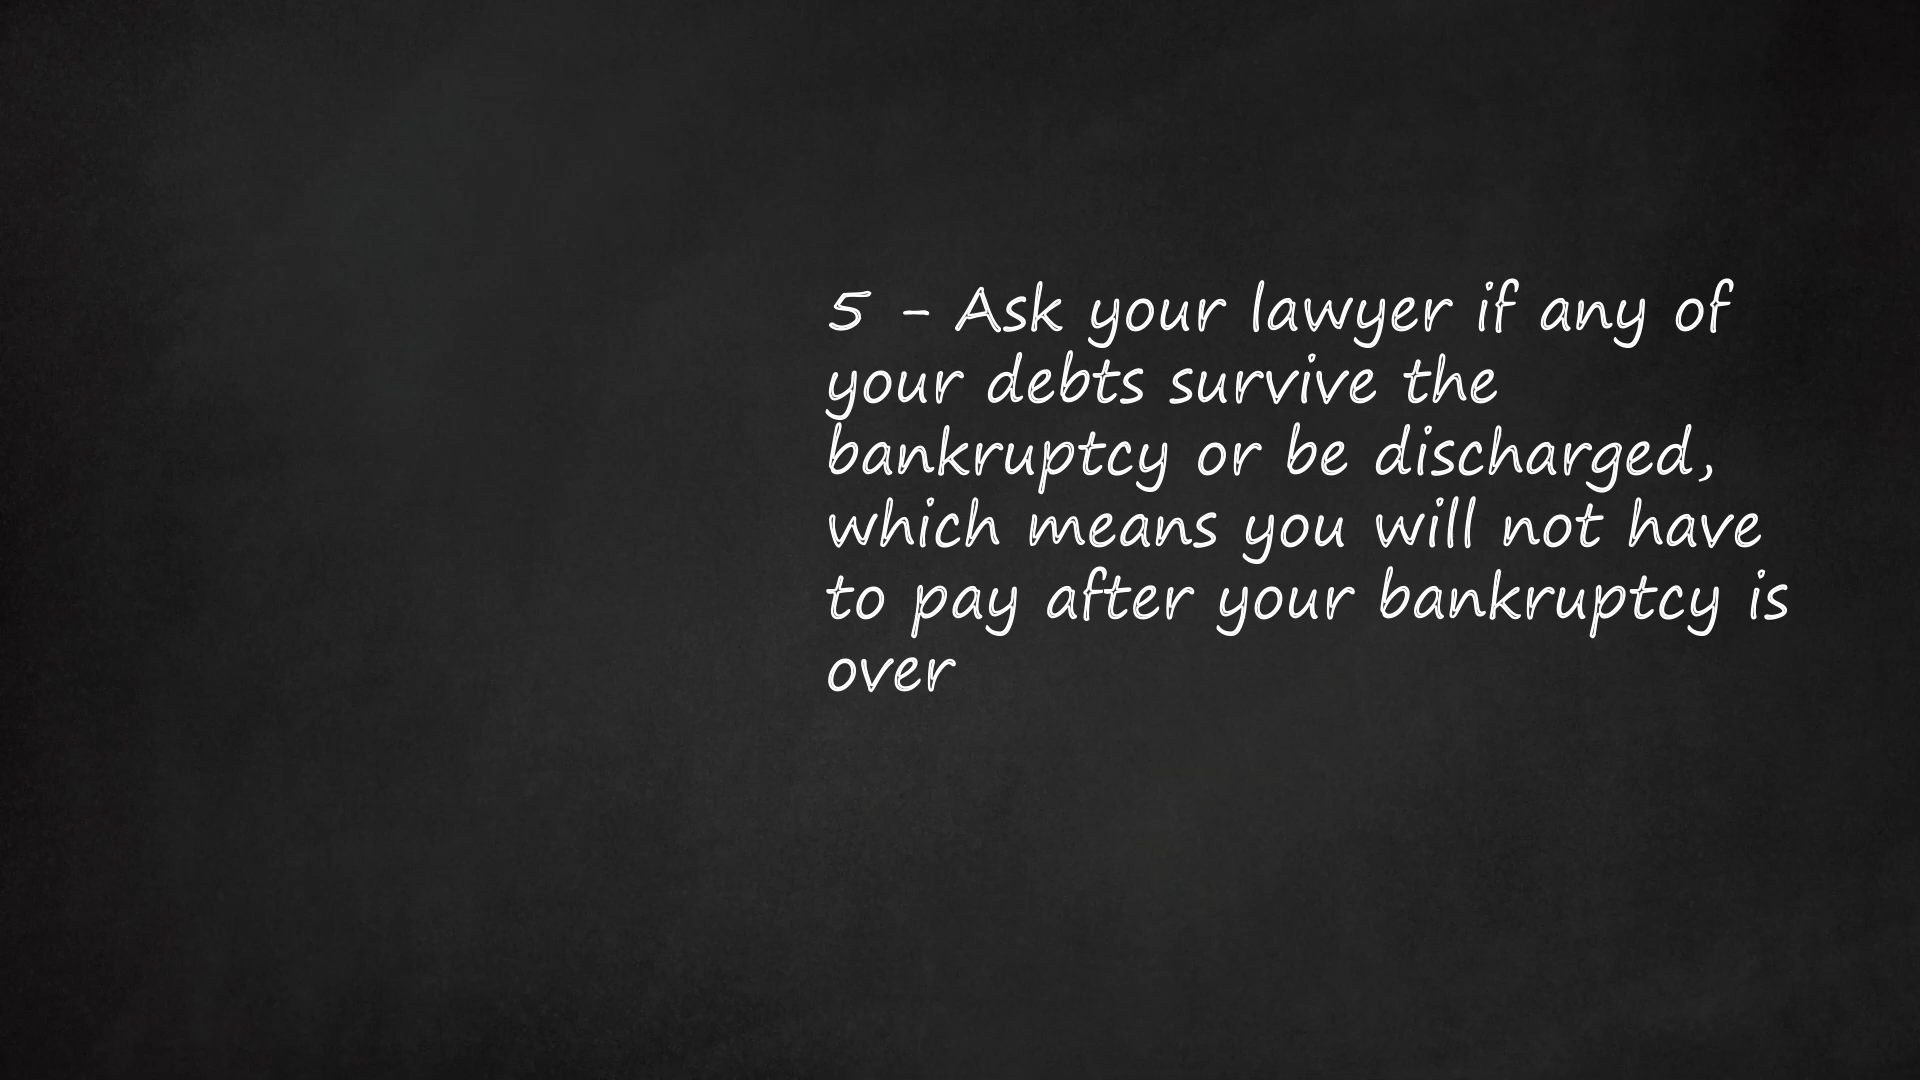 5 - Ask your lawyer if any of
your debts survive the
bankruptcy or be discharged,
which means you will not have
to pay after your bankruptcy is
over